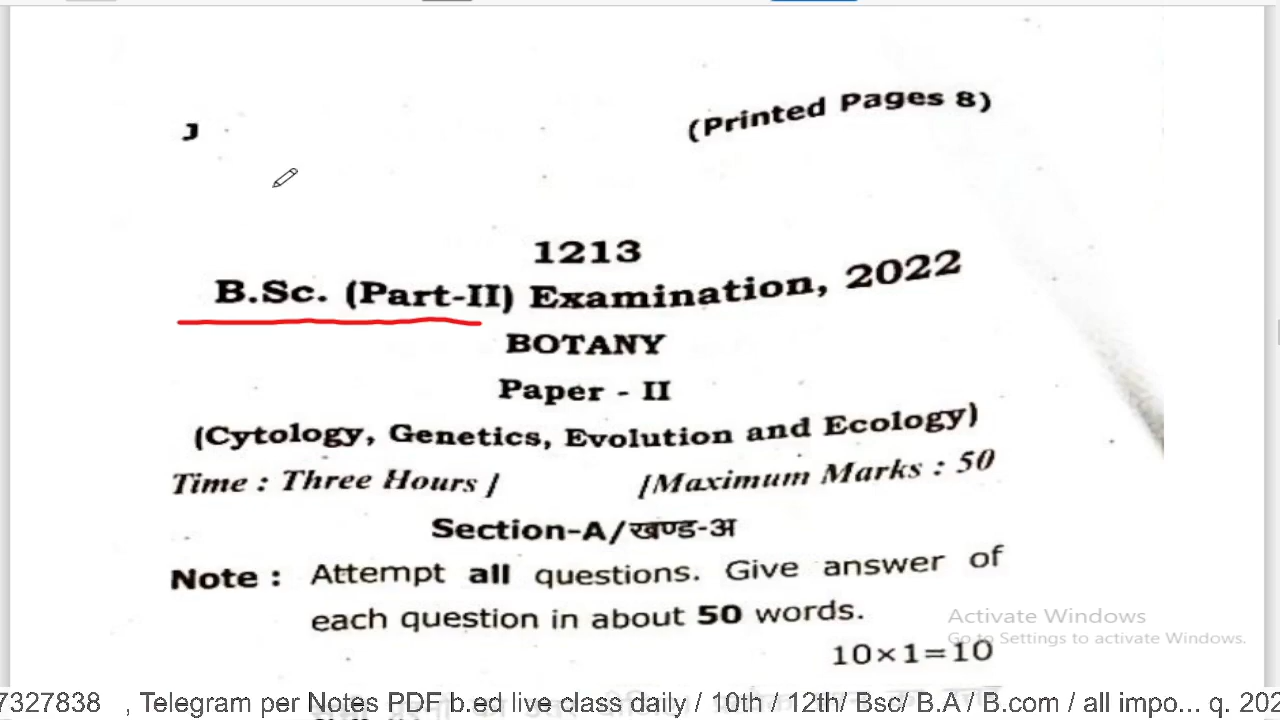 J
(Printed Pages 8)
1213
B.Sc. (Part-II) Examination, 2022
BOTANY
Paper - II
(Cytology, Genetics, Evolution and Ecology)
Time : Three Hours ]
[Maximum Marks : 50
Section-A/खण्ड-अ
Note : Attempt all questions. Give answer of
each question in about 50 words.
10×1=10
Activate Windows
Go to Settings to activate Windows.
7327838 , Telegram per Notes PDF b.ed live class daily / 10th / 12th/ Bsc/ B.A / B.com / all impo... q. 202